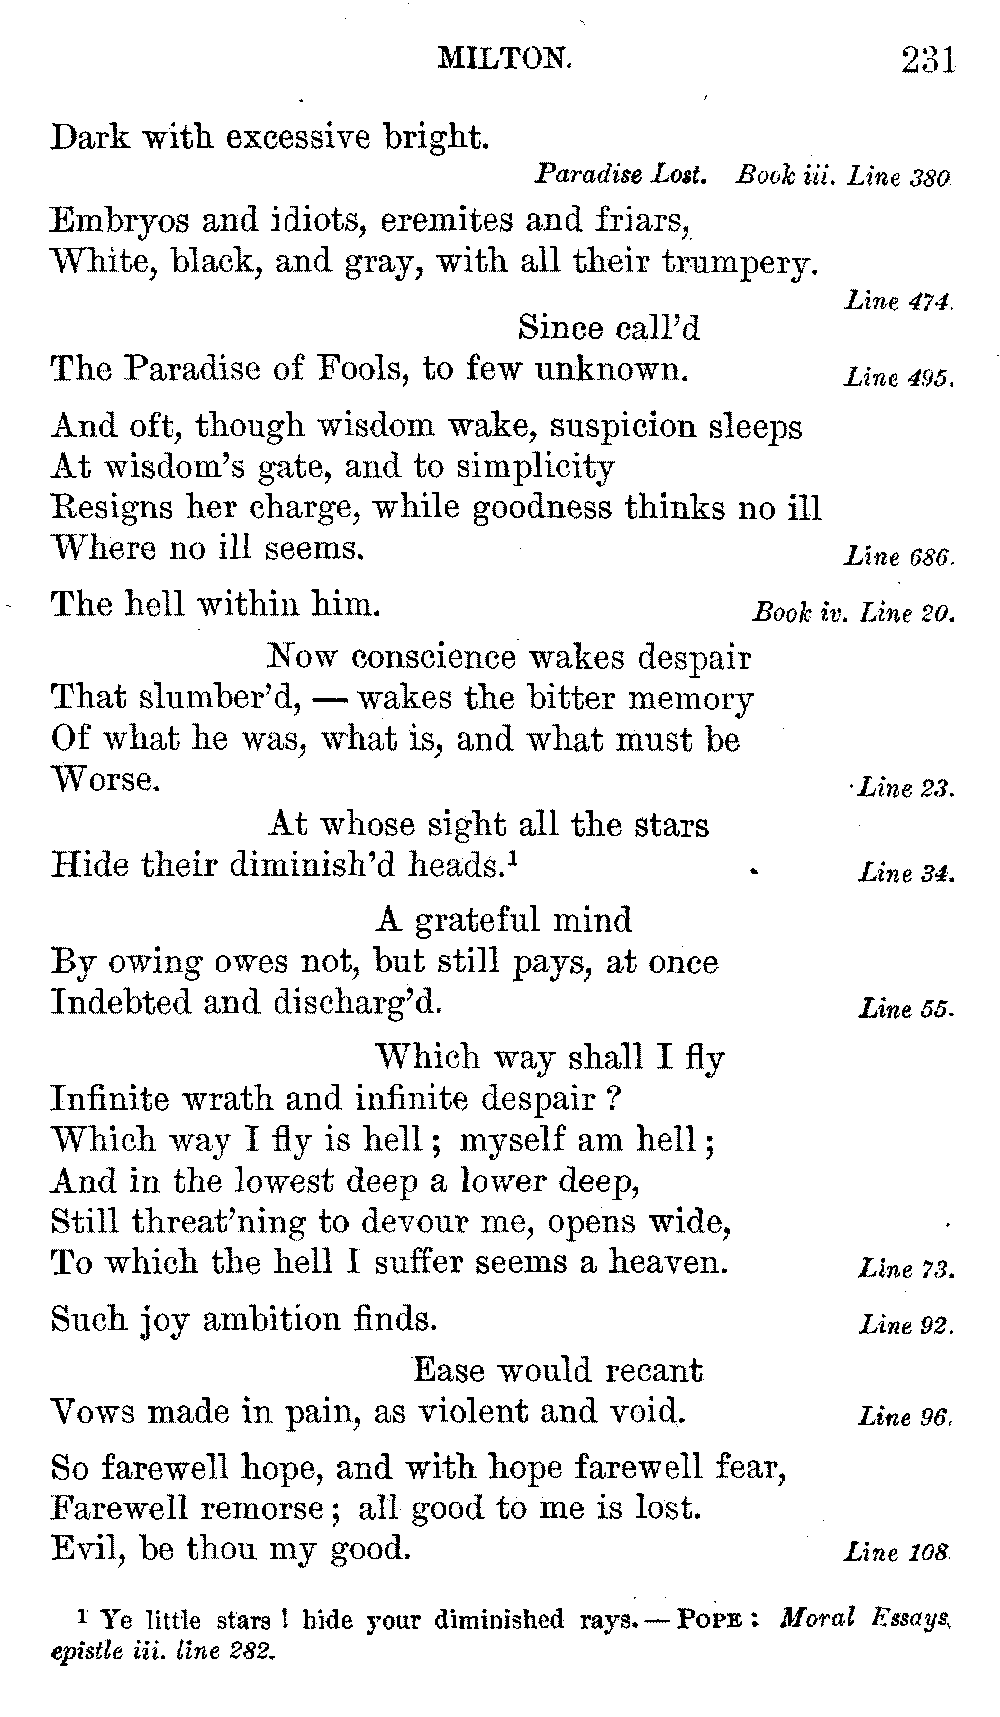 MILTON. 231
Dark with excessive bright.
Paradise Lost. Book iii. Line 380
Embryos and idiots, eremites and friars,
White, black, and gray, with all their trumpery.
Line 474.
Since call'd
The Paradise of Fools, to few unknown. Line 495.
And oft, though wisdom wake, suspicion sleeps
At wisdom's gate, and to simplicity
Resigns her charge, while goodness thinks no ill
Where no ill seems. Line 686.
The hell within him. Book iv. Line 20.
Now conscience wakes despair
That slumber'd, — wakes the bitter memory
Of what he was, what is, and what must be
Worse. Line 23.
At whose sight all the stars
Hide their diminish'd heads.¹ Line 34.
A grateful mind
By owing owes not, but still pays, at once
Indebted and discharg'd. Line 55.
Which way shall I fly
Infinite wrath and infinite despair ?
Which way I fly is hell ; myself am hell ;
And in the lowest deep a lower deep,
Still threat'ning to devour me, opens wide,
To which the hell I suffer seems a heaven. Line 73.
Such joy ambition finds. Line 92.
Ease would recant
Vows made in pain, as violent and void. Line 96.
So farewell hope, and with hope farewell fear,
Farewell remorse ; all good to me is lost.
Evil, be thou my good. Line 108
¹ Ye little stars ! hide your diminished rays. — POPE : Moral Essays,
epistle iii. line 282.